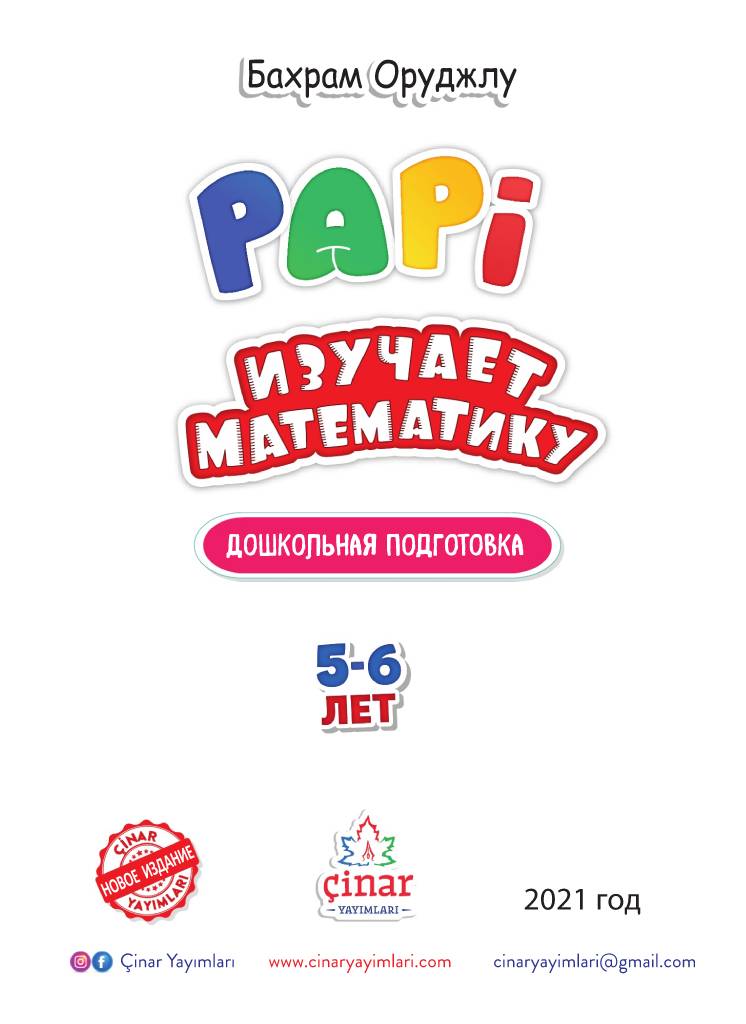 Бахрам Оруджлу
PAPi
ИЗУЧАЕТ
МАТЕМАТИКУ
ДОШКОЛЬНАЯ ПОДГОТОВКА
5-6
ЛЕТ
ÇİNAR
НОВОЕ ИЗДАНИЕ
YAYIMLARI
çinar
YAYIMLARI
2021 год
Çinar Yayımları
www.cinaryayimlari.com
cinaryayimlari@gmail.com